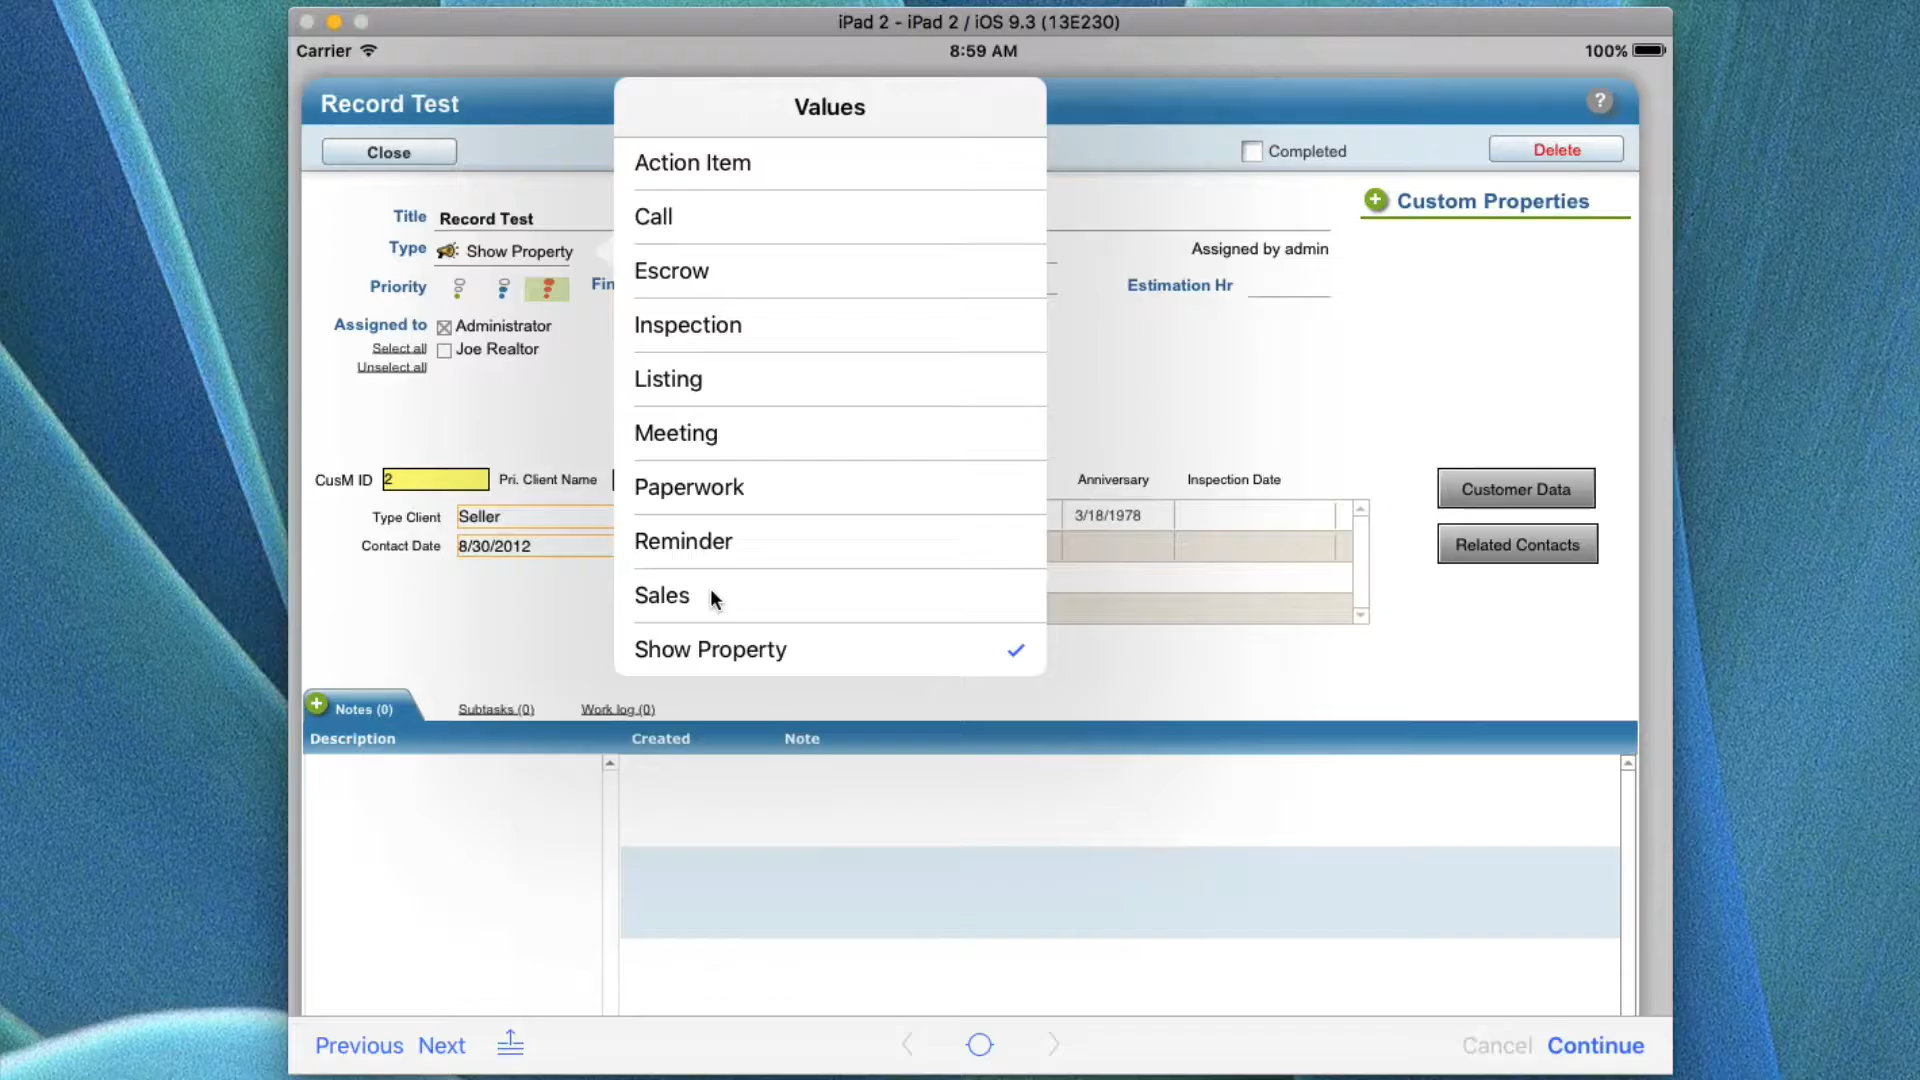 iPad 2 - iPad 2 / iOS 9.3 (13E230)
Carrier
8:59 AM
100%
Record Test
?
Close
Completed
Delete
Values
Action Item
Call
Escrow
Inspection
Listing
Meeting
Paperwork
Reminder
Sales
Show Property
Custom Properties
Title Record Test
Type Show Property
Assigned by admin
Priority
Fin
Estimation Hr
Assigned to Administrator
Select all Joe Realtor
Unselect all
CusM ID 2 Pri. Client Name
Anniversary Inspection Date
Type Client Seller
3/18/1978
Contact Date 8/30/2012
Customer Data
Related Contacts
Notes (0) Subtasks (0) Work log (0)
Description Created Note
Previous Next
Cancel Continue